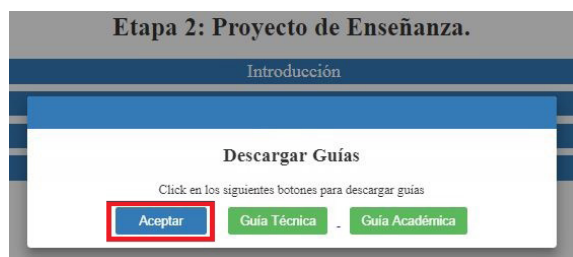 Etapa 2: Proyecto de Enseñanza.
Introducción
Descargar Guías
Click en los siguientes botones para descargar guías
Aceptar Guía Técnica - Guía Académica